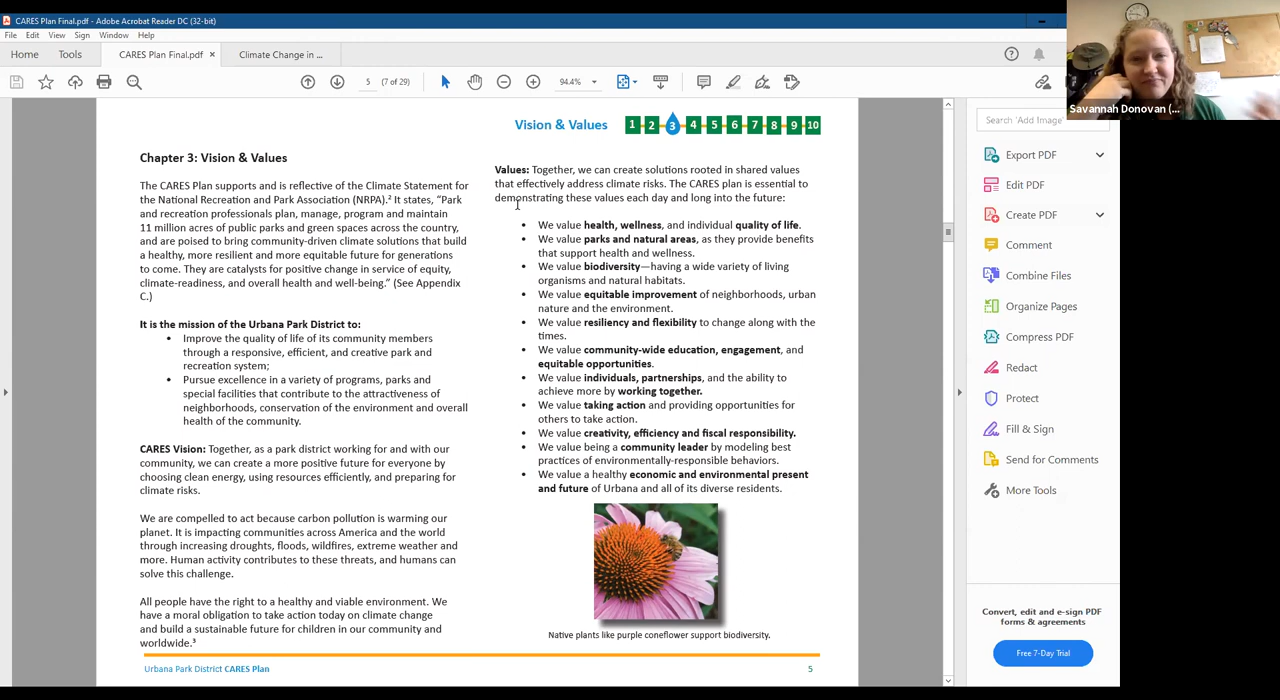 CARES Plan Final.pdf - Adobe Acrobat Reader DC (32-bit)
File Edit View Sign Window Help
Home Tools CARES Plan Final.pdf × Climate Change in ...
5 (7 of 29) 94.4%
Savannah Donovan (...
Vision & Values 1 2 3 4 5 6 7 8 9 10
Chapter 3: Vision & Values
The CARES Plan supports and is reflective of the Climate Statement for
the National Recreation and Park Association (NRPA).² It states, “Park
and recreation professionals plan, manage, program and maintain
11 million acres of public parks and green spaces across the country,
and are poised to bring community-driven climate solutions that build
a healthy, more resilient and more equitable future for generations
to come. They are catalysts for positive change in service of equity,
climate-readiness, and overall health and well-being.” (See Appendix
C.)
It is the mission of the Urbana Park District to:
• Improve the quality of life of its community members
through a responsive, efficient, and creative park and
recreation system;
• Pursue excellence in a variety of programs, parks and
special facilities that contribute to the attractiveness of
neighborhoods, conservation of the environment and overall
health of the community.
CARES Vision: Together, as a park district working for and with our
community, we can create a more positive future for everyone by
choosing clean energy, using resources efficiently, and preparing for
climate risks.
We are compelled to act because carbon pollution is warming our
planet. It is impacting communities across America and the world
through increasing droughts, floods, wildfires, extreme weather and
more. Human activity contributes to these threats, and humans can
solve this challenge.
All people have the right to a healthy and viable environment. We
have a moral obligation to take action today on climate change
and build a sustainable future for children in our community and
worldwide.³
Values: Together, we can create solutions rooted in shared values
that effectively address climate risks. The CARES plan is essential to
demonstrating these values each day and long into the future:
• We value health, wellness, and individual quality of life.
• We value parks and natural areas, as they provide benefits
that support health and wellness.
• We value biodiversity—having a wide variety of living
organisms and natural habitats.
• We value equitable improvement of neighborhoods, urban
nature and the environment.
• We value resiliency and flexibility to change along with the
times.
• We value community-wide education, engagement, and
equitable opportunities.
• We value individuals, partnerships, and the ability to
achieve more by working together.
• We value taking action and providing opportunities for
others to take action.
• We value creativity, efficiency and fiscal responsibility.
• We value being a community leader by modeling best
practices of environmentally-responsible behaviors.
• We value a healthy economic and environmental present
and future of Urbana and all of its diverse residents.
Native plants like purple coneflower support biodiversity.
Urbana Park District CARES Plan 5
Search 'Add Image'
Export PDF
Edit PDF
Create PDF
Comment
Combine Files
Organize Pages
Compress PDF
Redact
Protect
Fill & Sign
Send for Comments
More Tools
Convert, edit and e-sign PDF
forms & agreements
Free 7-Day Trial